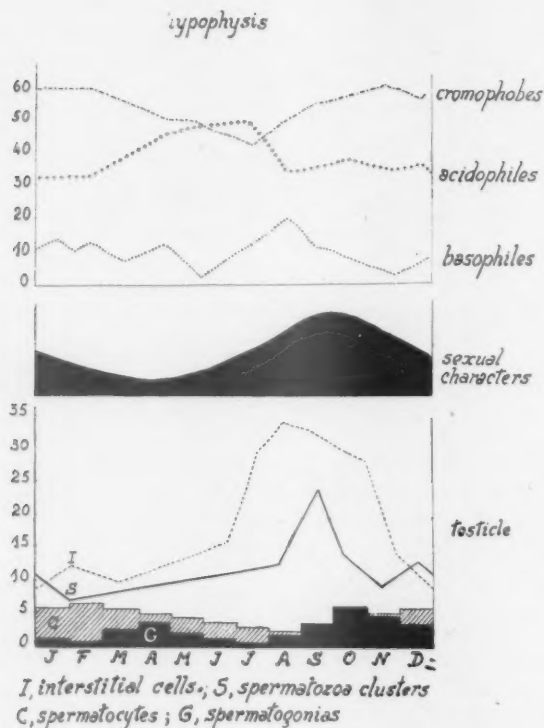 hypophysis
60
50
40
30
20
10
0
cromophobes
acidophiles
basophiles
sexual
characters
35
30
25
20
15
10
5
0
I
S
C
G
testicle
J F M A M J J A S O N D=
I, interstitial cells.; S, spermatozoa clusters
C, spermatocytes ; G, spermatogonias